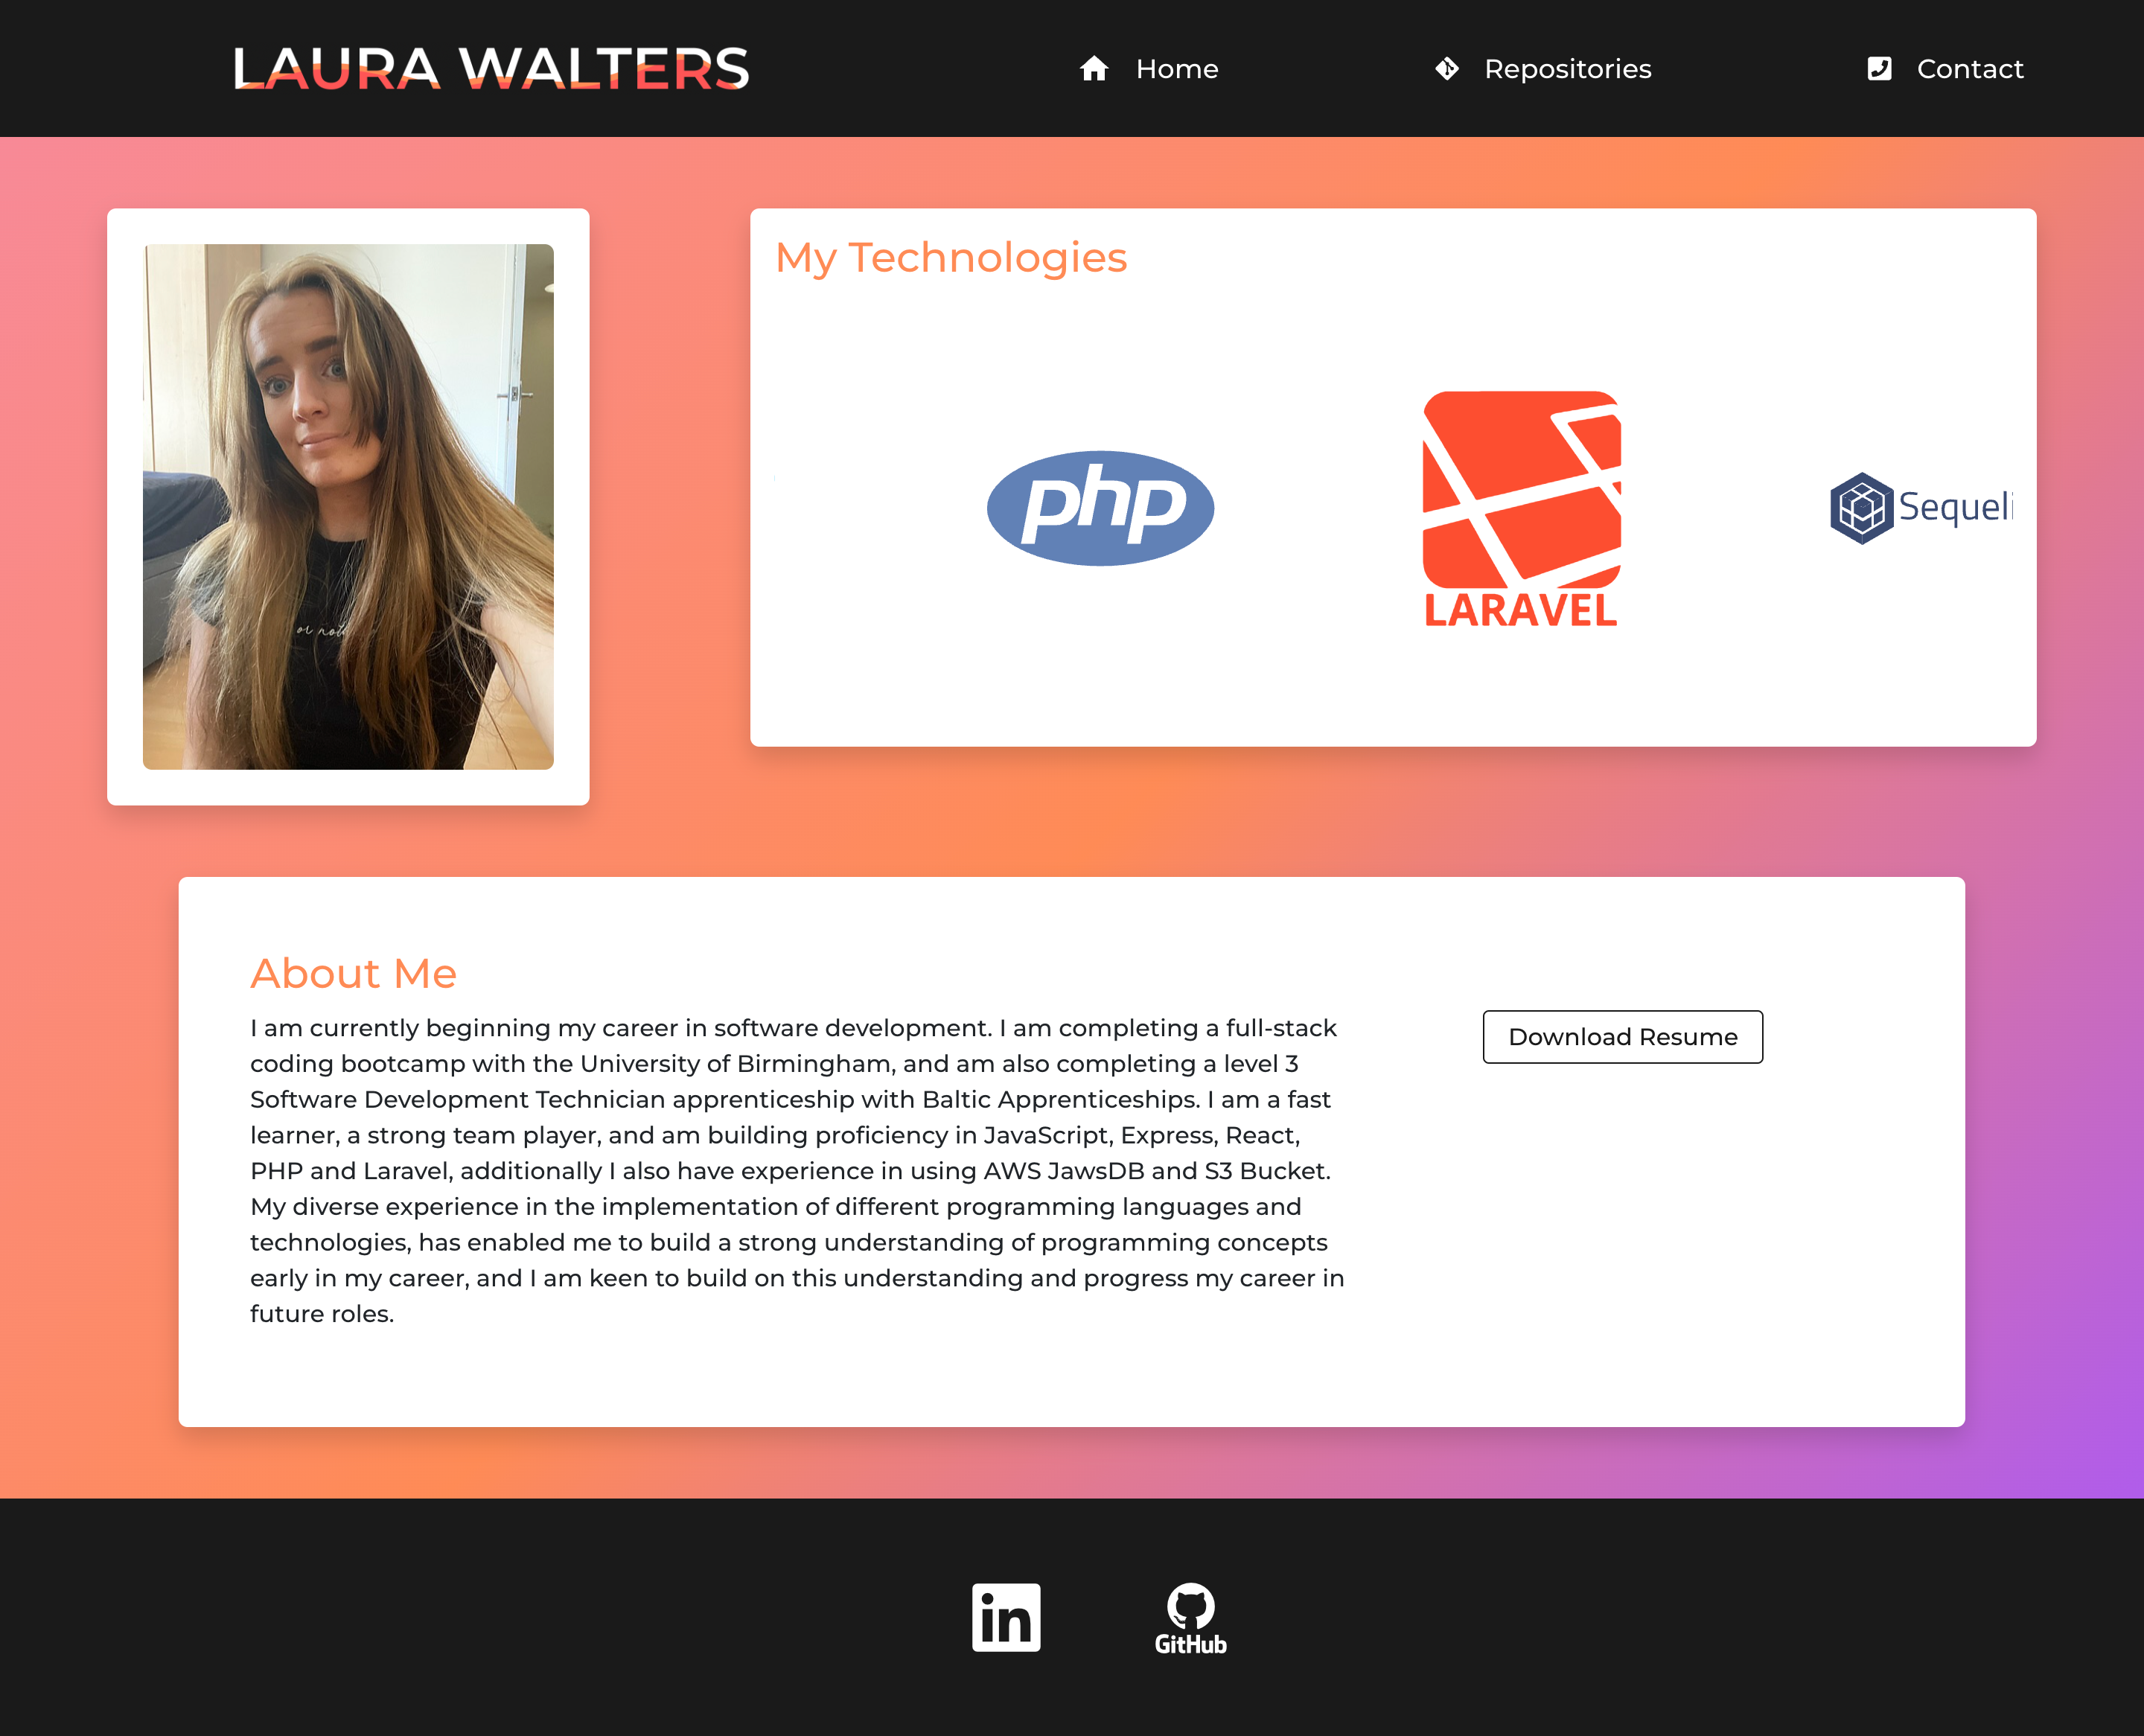 LAURA WALTERS
Home
Repositories
Contact
My Technologies
or not
php
LARAVEL
Sequeli
About Me
I am currently beginning my career in software development. I am completing a full-stack
coding bootcamp with the University of Birmingham, and am also completing a level 3
Software Development Technician apprenticeship with Baltic Apprenticeships. I am a fast
learner, a strong team player, and am building proficiency in JavaScript, Express, React,
PHP and Laravel, additionally I also have experience in using AWS JawsDB and S3 Bucket.
My diverse experience in the implementation of different programming languages and
technologies, has enabled me to build a strong understanding of programming concepts
early in my career, and I am keen to build on this understanding and progress my career in
future roles.
Download Resume
in
GitHub